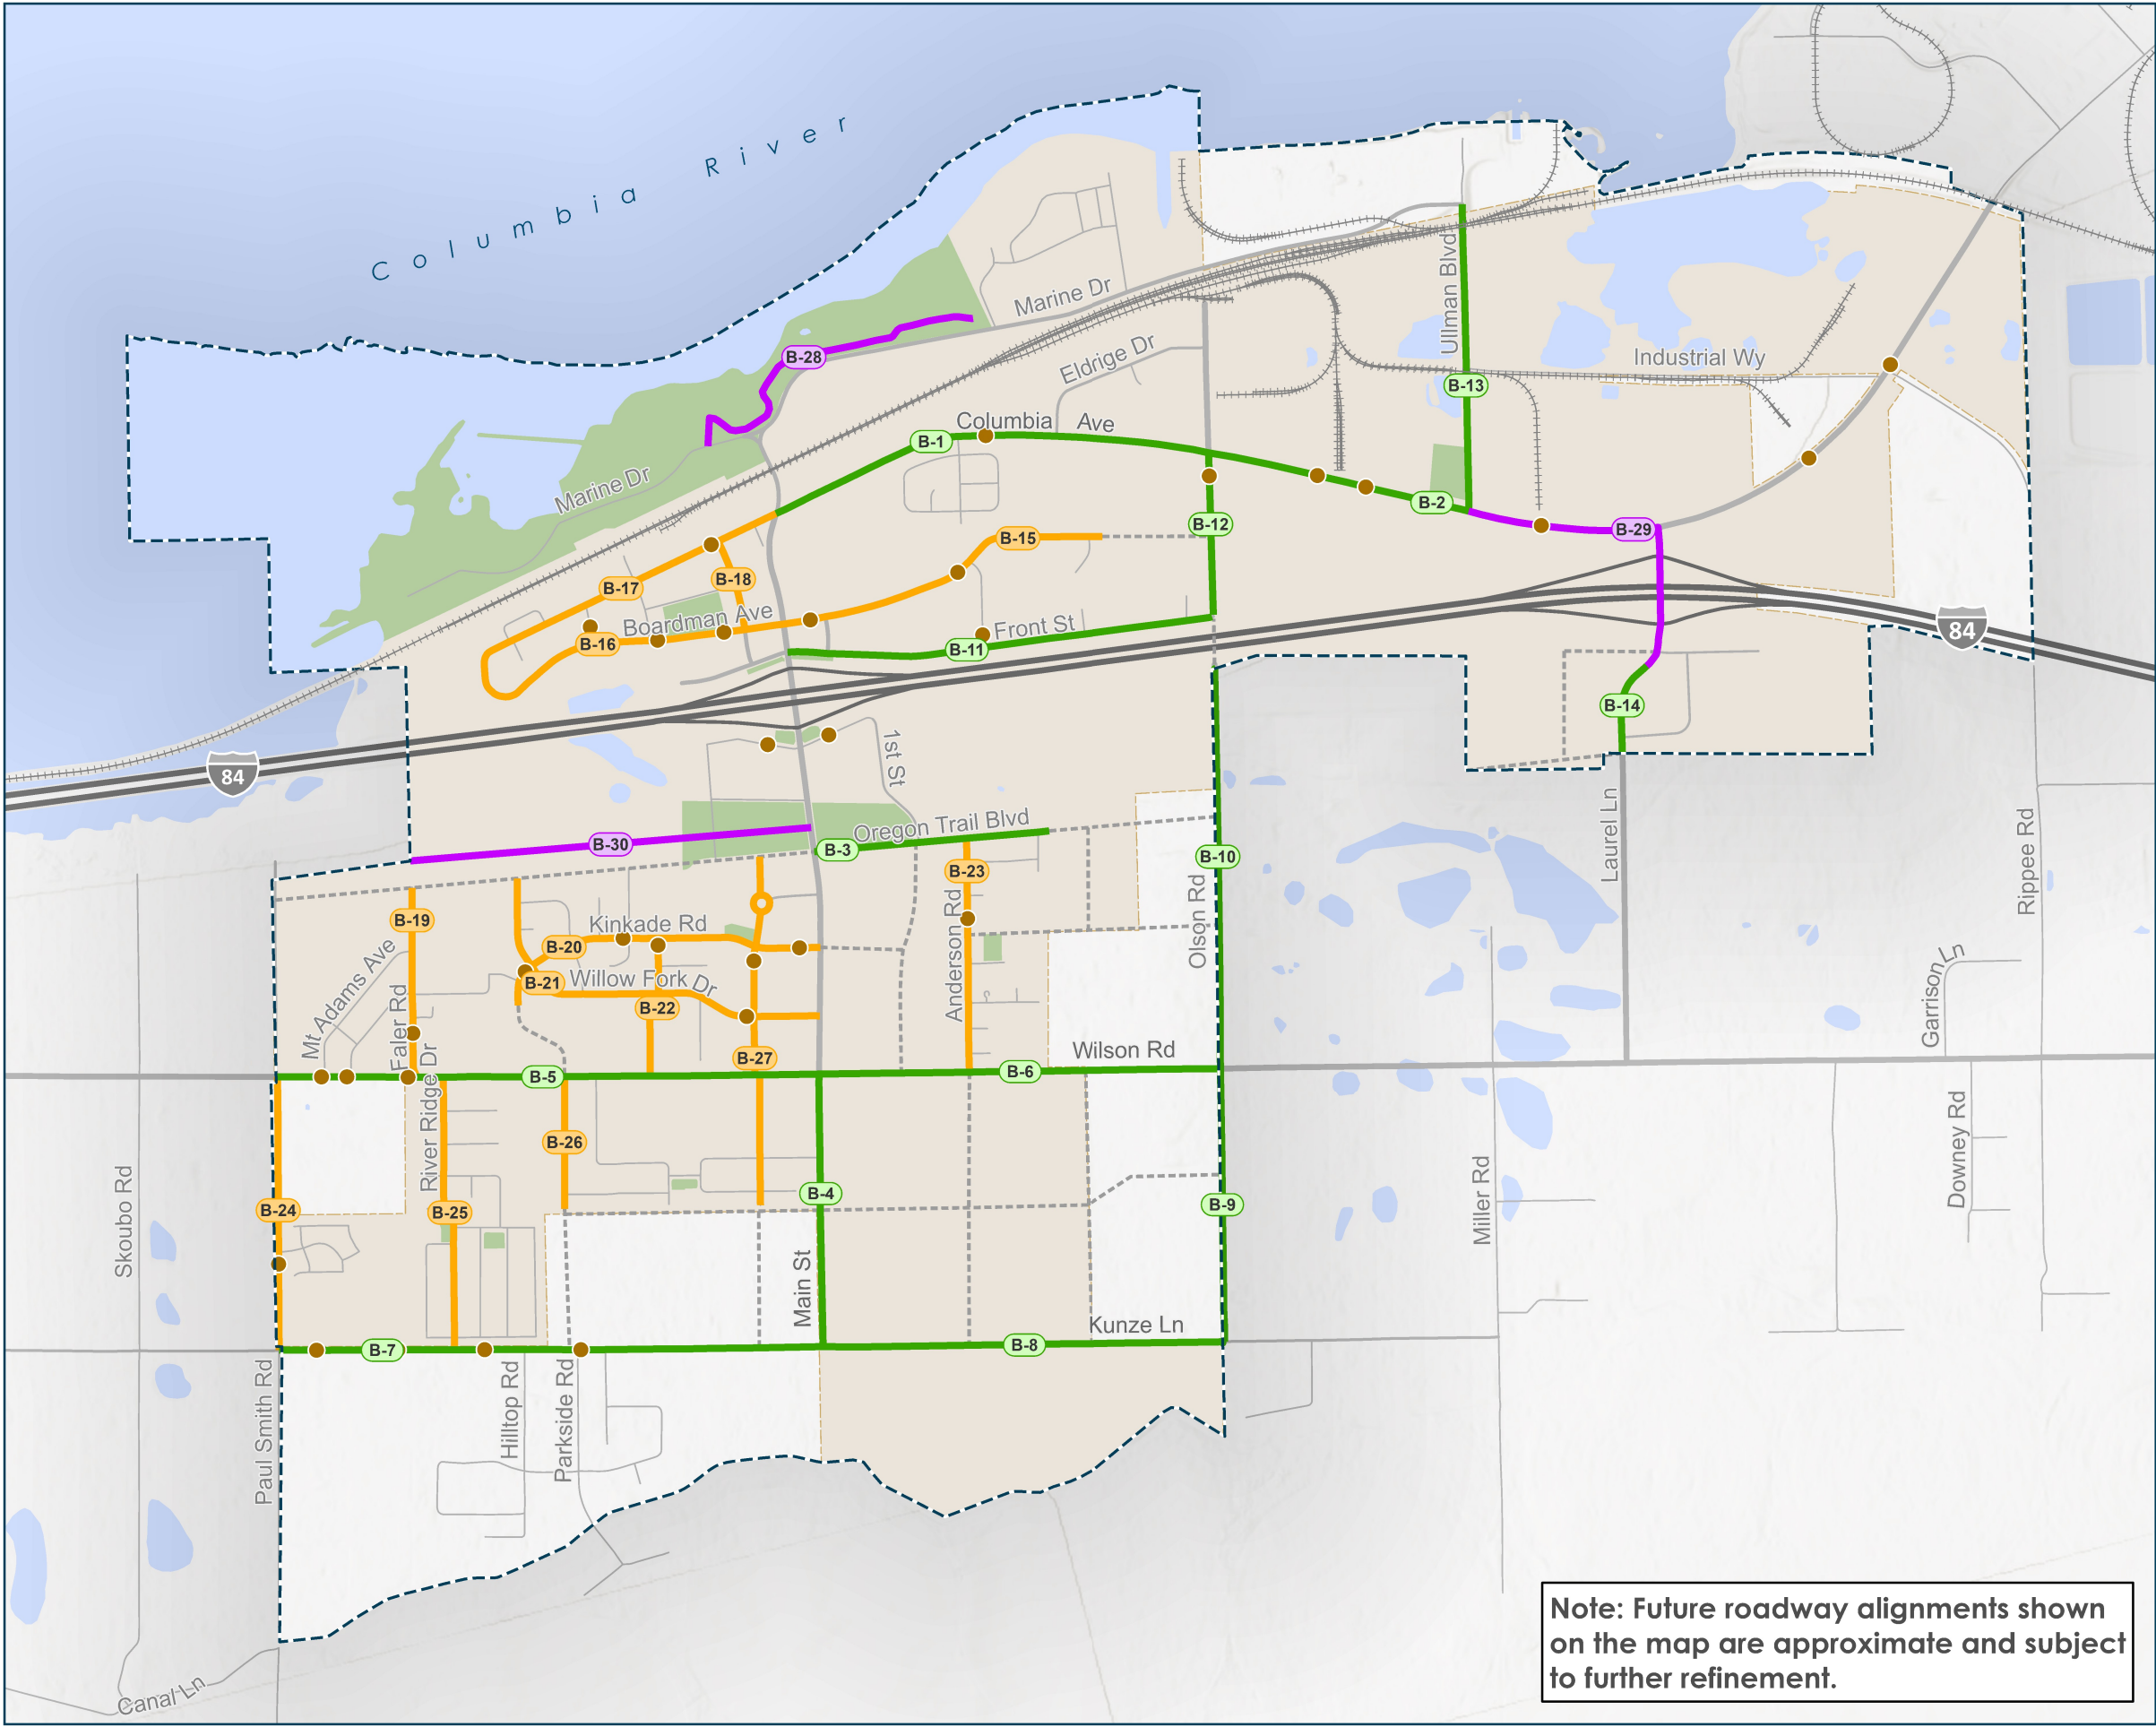 Columbia River
Marine Dr
Ullman Blvd
B-28
Eldrige Dr
Industrial Wy
B-13
Columbia Ave
B-1
Marine Dr
B-2
B-12
B-29
B-15
B-18
B-17
Boardman Ave
B-16
Front St
B-11
84
B-14
1st St
84
Oregon Trail Blvd
B-30
B-3
Laurel Ln
Rippee Rd
B-10
B-23
B-19
Kinkade Rd
Anderson Rd
Olson Rd
B-20
Mt Adams Ave
B-21
Willow Fork Dr
Garrison Ln
Faler Rd
B-22
Wilson Rd
B-27
B-5
B-6
River Ridge Dr
B-26
Downey Rd
Skoubo Rd
B-4
Miller Rd
B-9
B-24
B-25
Main St
Kunze Ln
B-7
B-8
Paul Smith Rd
Hilltop Rd
Parkside Rd
Canal Ln
Note: Future roadway alignments shown
on the map are approximate and subject
to further refinement.